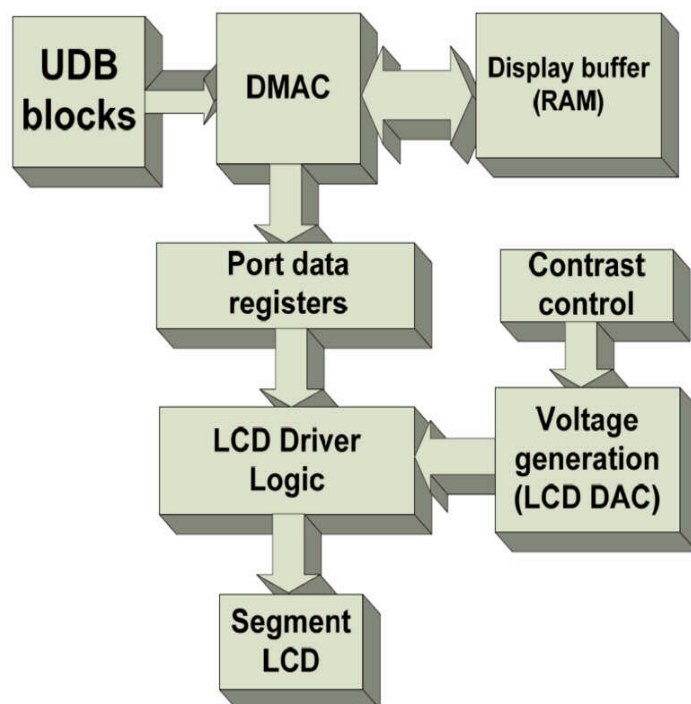 UDB
blocks
DMAC
Display buffer
(RAM)
Port data
registers
Contrast
control
LCD Driver
Logic
Voltage
generation
(LCD DAC)
Segment
LCD